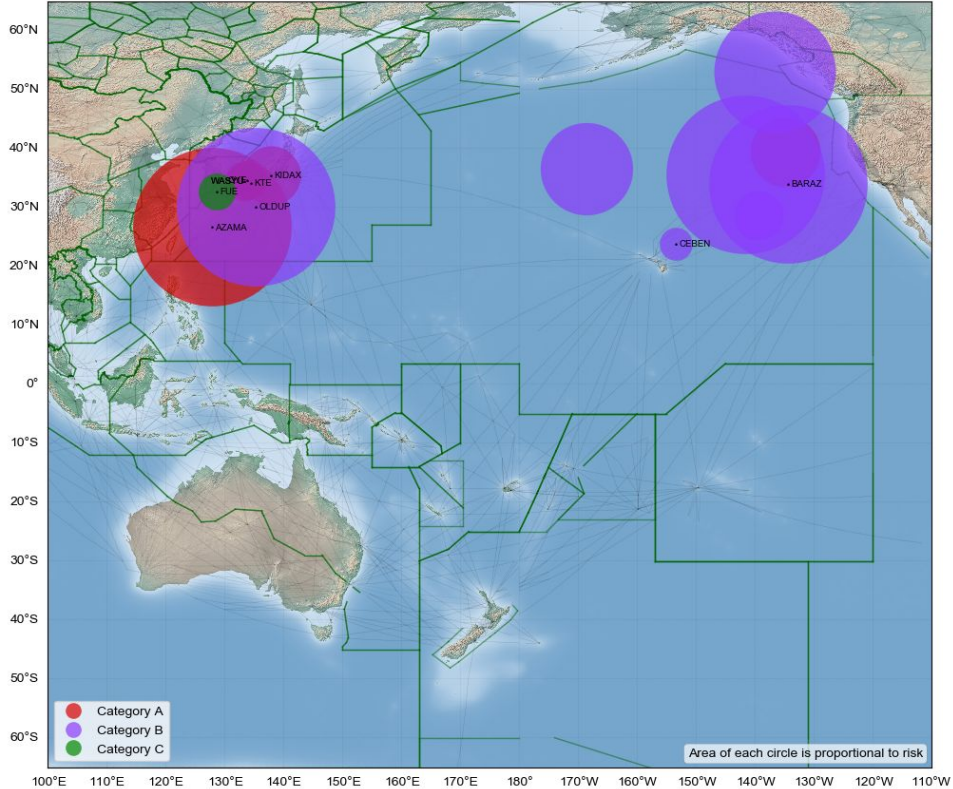 60°N
50°N
40°N
30°N
20°N
10°N
0°
10°S
20°S
30°S
40°S
50°S
60°S
KIDAX
KTE
FUE
OLDUP
AZAMA
BARAZ
CEBEN
Category A
Category B
Category C
Area of each circle is proportional to risk
100°E 110°E 120°E 130°E 140°E 150°E 160°E 170°E 180° 170°W 160°W 150°W 140°W 130°W 120°W 110°W